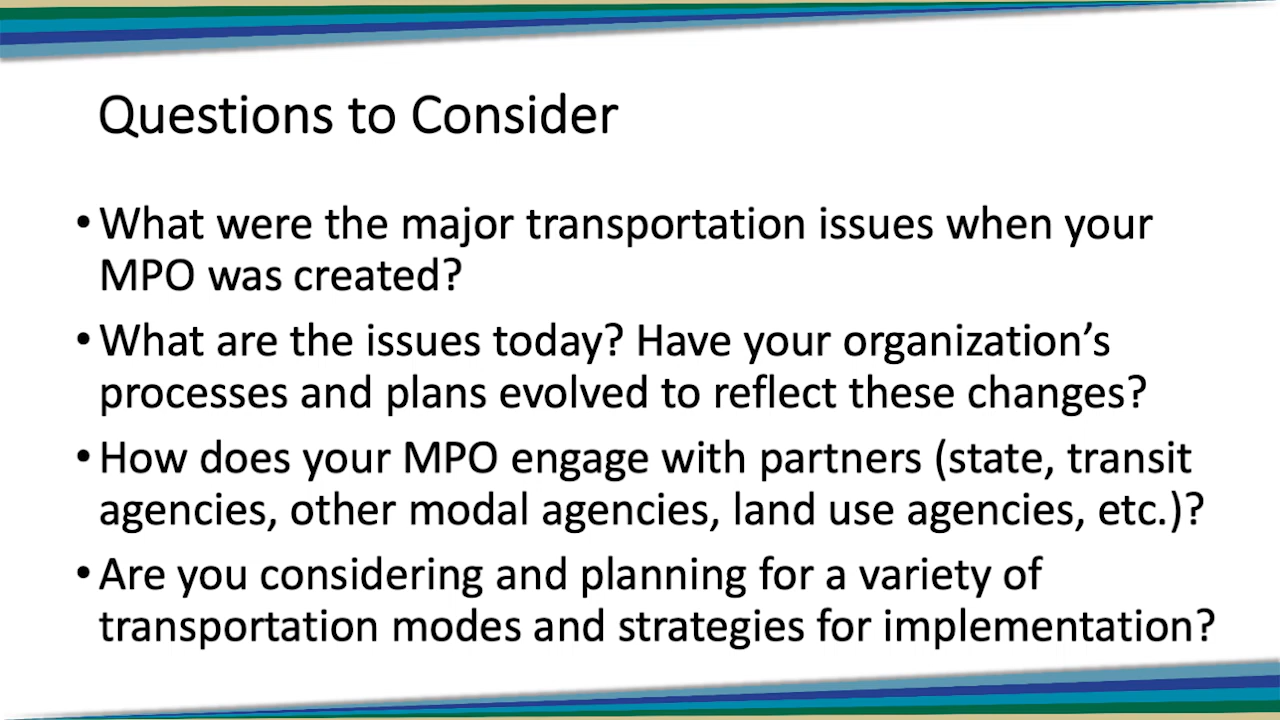 Questions to Consider
• What were the major transportation issues when your
MPO was created?
• What are the issues today? Have your organization’s
processes and plans evolved to reflect these changes?
• How does your MPO engage with partners (state, transit
agencies, other modal agencies, land use agencies, etc.)?
• Are you considering and planning for a variety of
transportation modes and strategies for implementation?